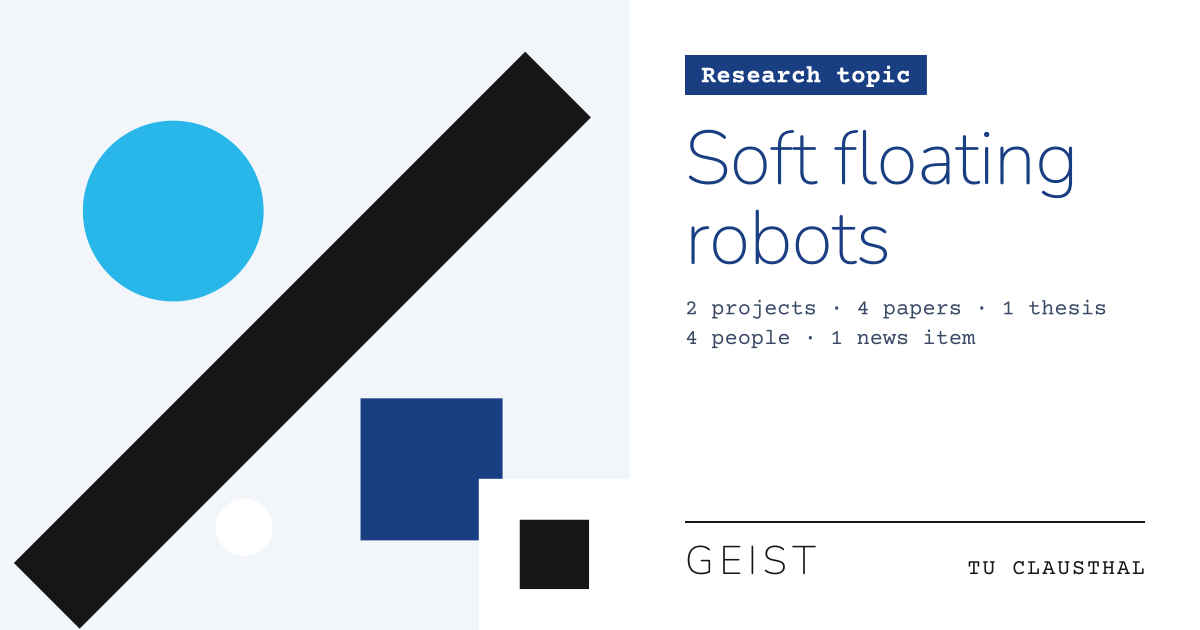 Research topic
Soft floating
robots
2 projects · 4 papers · 1 thesis
4 people · 1 news item
GEIST
TU CLAUSTHAL